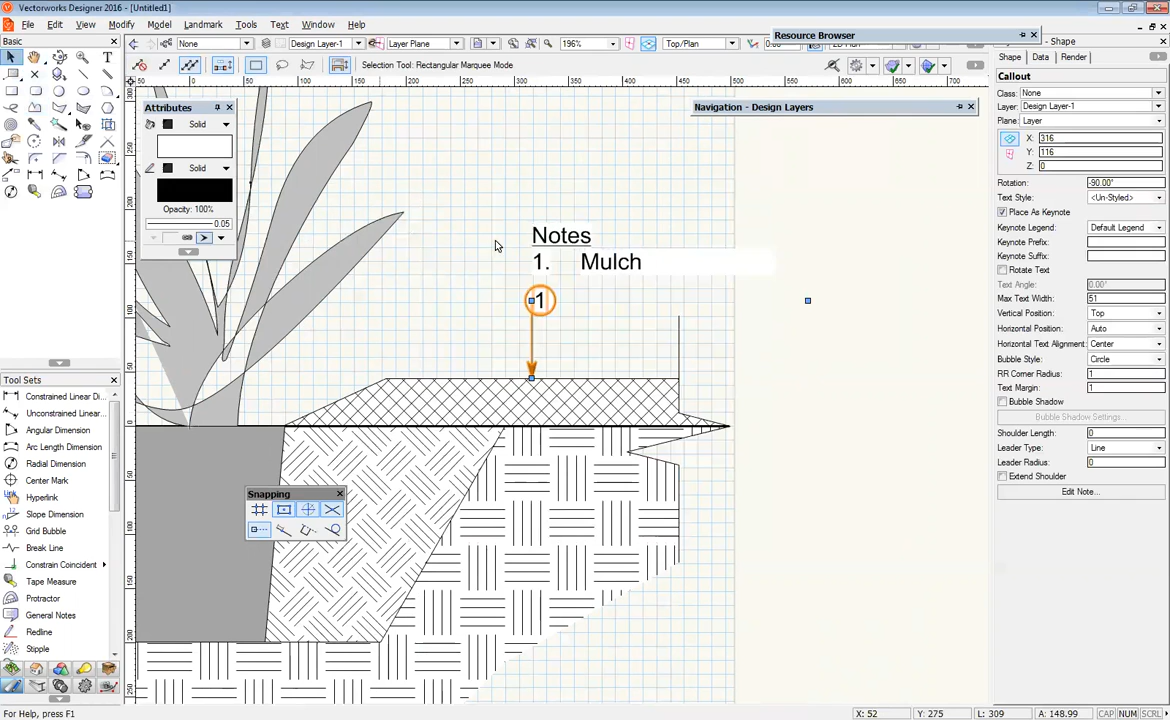 Vectorworks Designer 2016 - [Untitled1]
File Edit View Modify Model Landmark Tools Text Window Help
Basic
None
Design Layer-1
Layer Plane
196%
Top/Plan
Resource Browser
Shape
Selection Tool: Rectangular Marquee Mode
Shape Data Render
Attributes
Solid
Solid
Opacity: 100%
0.05
Navigation - Design Layers
Notes
1. Mulch
1
Snapping
Callout
Class: None
Layer: Design Layer-1
Plane: Layer
X: 316
Y: 116
Z: 0
Rotation: -90.00°
Text Style: <Un-Styled>
Place As Keynote
Keynote Legend: Default Legend
Keynote Prefix:
Keynote Suffix:
Rotate Text
Text Angle: 0.00°
Max Text Width: 51
Vertical Position: Top
Horizontal Position: Auto
Horizontal Text Alignment: Center
Bubble Style: Circle
RR Corner Radius: 1
Text Margin: 1
Bubble Shadow
Bubble Shadow Settings...
Shoulder Length: 0
Leader Type: Line
Leader Radius: 0
Extend Shoulder
Edit Note...
Tool Sets
Constrained Linear Di...
Unconstrained Linear...
Angular Dimension
Arc Length Dimension
Radial Dimension
Center Mark
Hyperlink
Slope Dimension
Grid Bubble
Break Line
Constrain Coincident
Tape Measure
Protractor
General Notes
Redline
Stipple
For Help, press F1
X: 52 Y: 275 L: 309 A: 148.99 CAP NUM SCRL